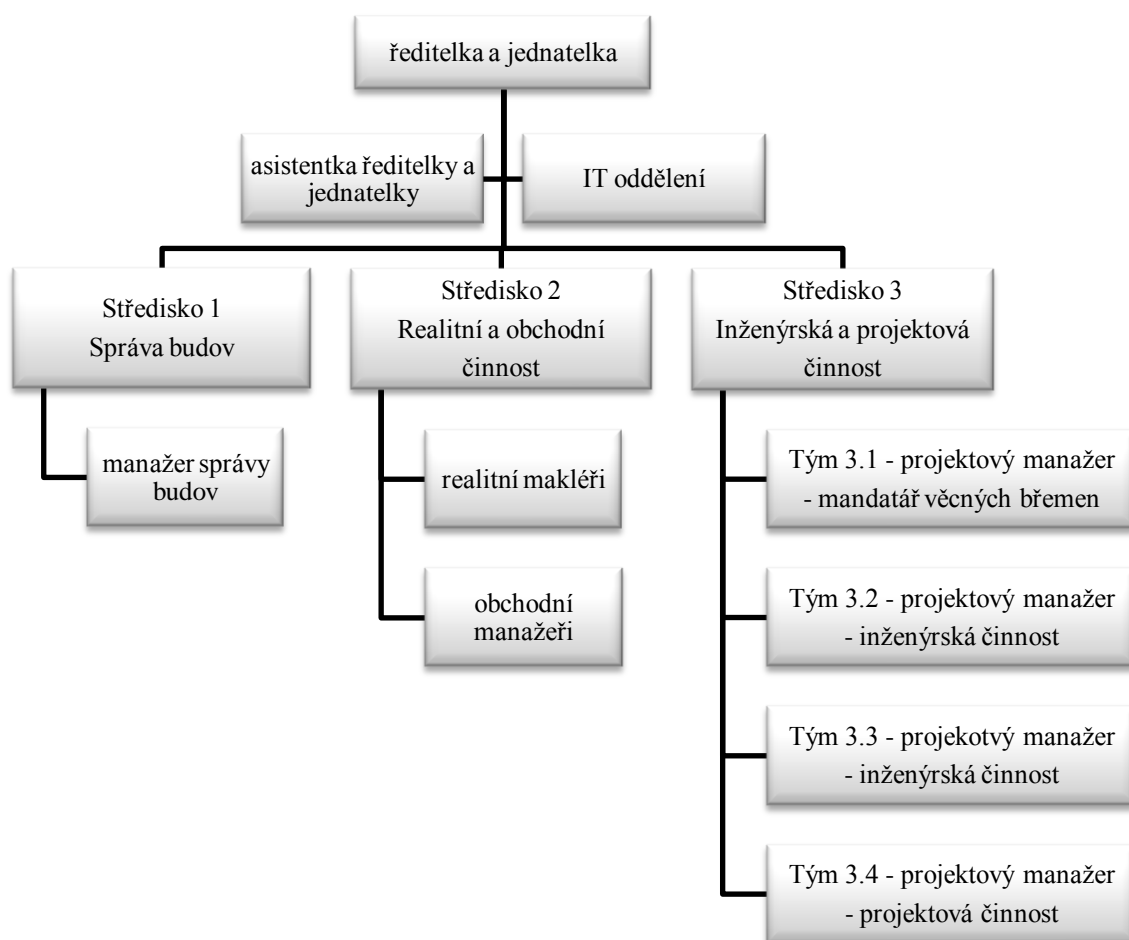 ředitelka a jednatelka
asistentka ředitelky a
jednatelky
IT oddělení
Středisko 1
Správa budov
Středisko 2
Realitní a obchodní
činnost
Středisko 3
Inženýrská a projektová
činnost
manažer správy
budov
realitní makléři
obchodní
manažeři
Tým 3.1 - projektový manažer
- mandatář věcných břemen
Tým 3.2 - projektový manažer
- inženýrská činnost
Tým 3.3 - projekotvý manažer
- inženýrská činnost
Tým 3.4 - projektový manažer
- projektová činnost